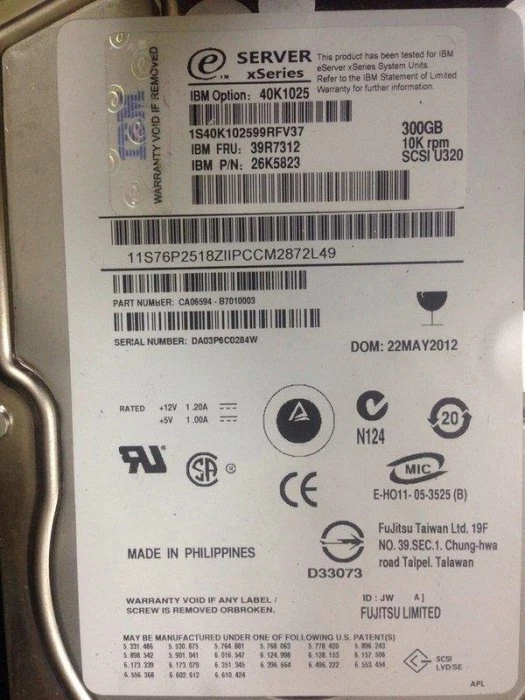 WARRANTY VOID IF REMOVED
IBM
e SERVER
TM
xSeries
This product has been tested for IBM
eServer xSeries System Units.
Refer to the IBM Statement of Limited
Warranty for further information.
IBM Option: 40K1025
1S40K102599RFV37
IBM FRU: 39R7312
IBM P/N: 26K5823
300GB
10K rpm
SCSI U320
11S76P2518ZIIPCCM2872L49
PART NUMBER: CA06594 - B7010003
SERIAL NUMBER: DA03P6C0284W
DOM: 22MAY2012
RATED +12V 1.20A
+5V 1.00A
N124
20
SA ®
CE
MIC
E-HO11- 05-3525 (B)
D33073
FuJitsu Taiwan Ltd. 19F
NO. 39.SEC.1. Chung-hwa
road Talpel. Talawan
MADE IN PHILIPPINES
WARRANTY VOID IF ANY LABEL /
SCREW IS REMOVED ORBROKEN.
ID : JW A]
FUJITSU LIMITED
MAY BE MANUFACTURED UNDER ONE OF FOLLOWING U.S. PATENT(S)
SCSI
LVD/SE
APL